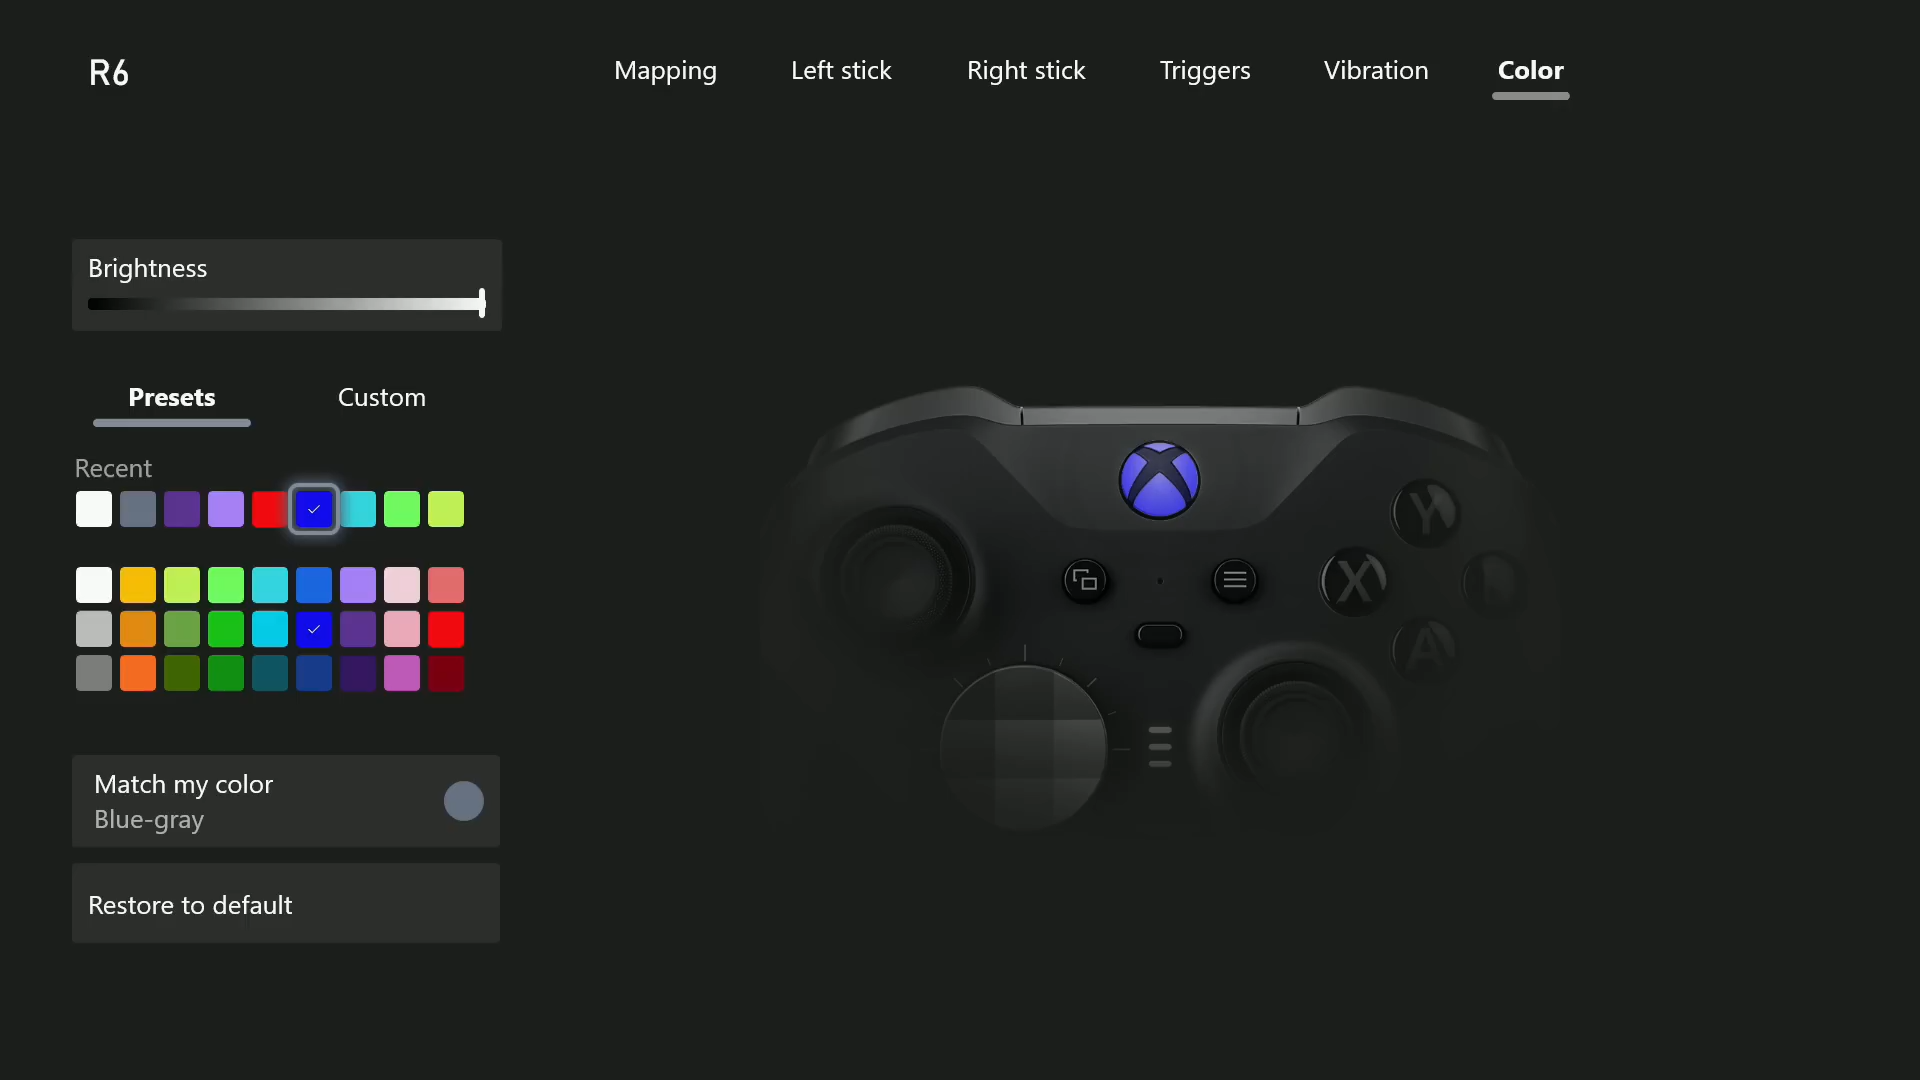 R6
Mapping
Left stick
Right stick
Triggers
Vibration
Color
Brightness
Presets
Custom
Recent
Y
X
A
Match my color
Blue-gray
Restore to default